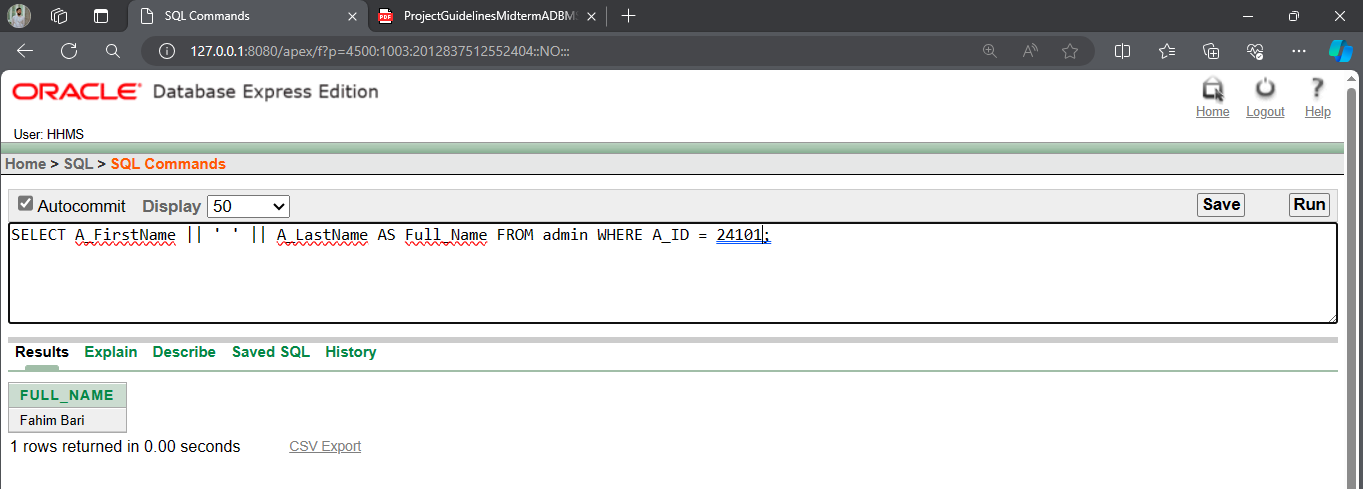 SQL Commands
ProjectGuidelinesMidtermADBMS
127.0.0.1:8080/apex/f?p=4500:1003:2012837512552404::NO:::
ORACLE Database Express Edition
Home Logout Help
User: HHMS
Home > SQL > SQL Commands
Autocommit Display 50 Save Run
SELECT A_FirstName || ' ' || A_LastName AS Full_Name FROM admin WHERE A_ID = 24101;
Results Explain Describe Saved SQL History
FULL_NAME
Fahim Bari
1 rows returned in 0.00 seconds CSV Export